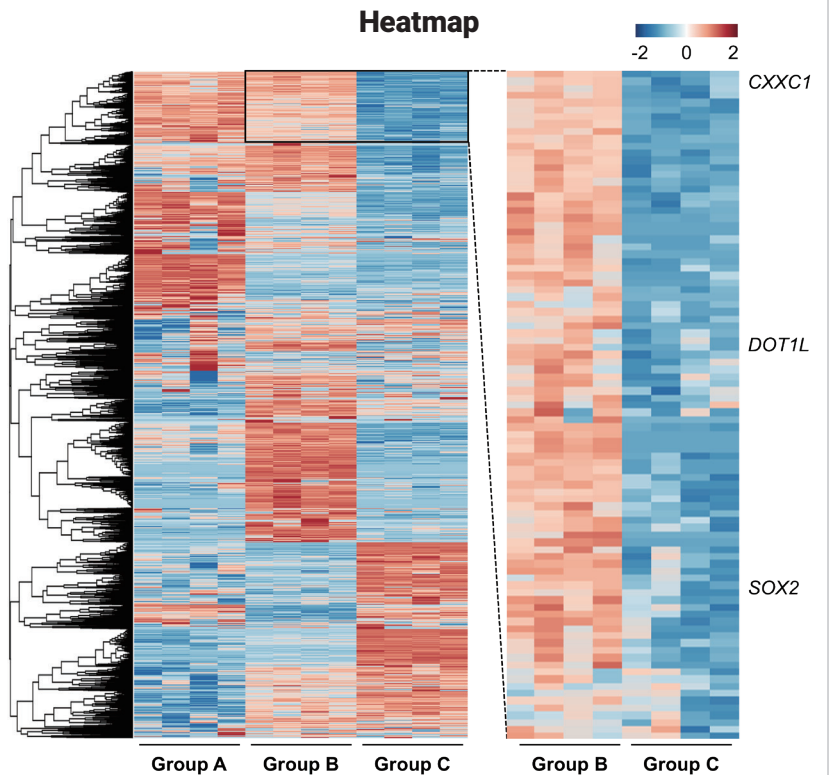 Heatmap
-2 0 2
CXXC1
DOT1L
SOX2
Group A Group B Group C Group B Group C